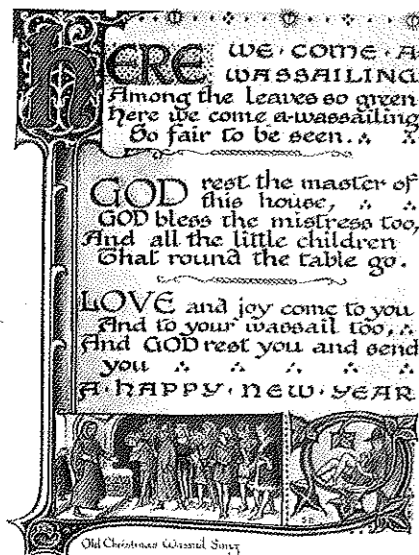 HERE WE·COME·A
WASSAILING
Among the leaves so green
here we come a-wassailing
So fair to be seen.
GOD rest the master of
this house,
GOD bless the mistress too,
And all the little children
That round the table go.
LOVE and joy come to you
And to your wassail too,
And GOD rest you and send
you
A·HAPPY·NEW·YEAR
Old Christmas Wassail Song